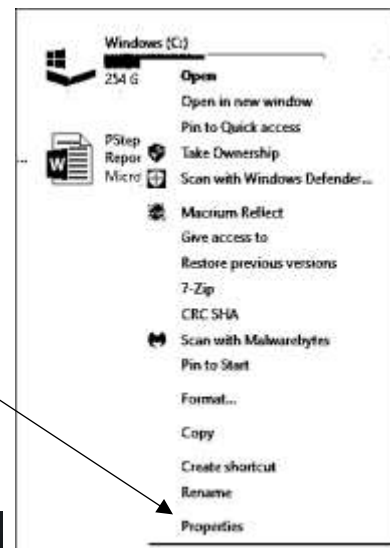 Windows (C:)
254 G
Open
Open in new window
Pin to Quick access
PStep
Take Ownership
Repor
Micro
Scan with Windows Defender...
Macrium Reflect
Give access to
Restore previous versions
7-Zip
CRC SHA
Scan with Malwarebytes
Pin to Start
Format...
Copy
Create shortcut
Rename
Properties
W